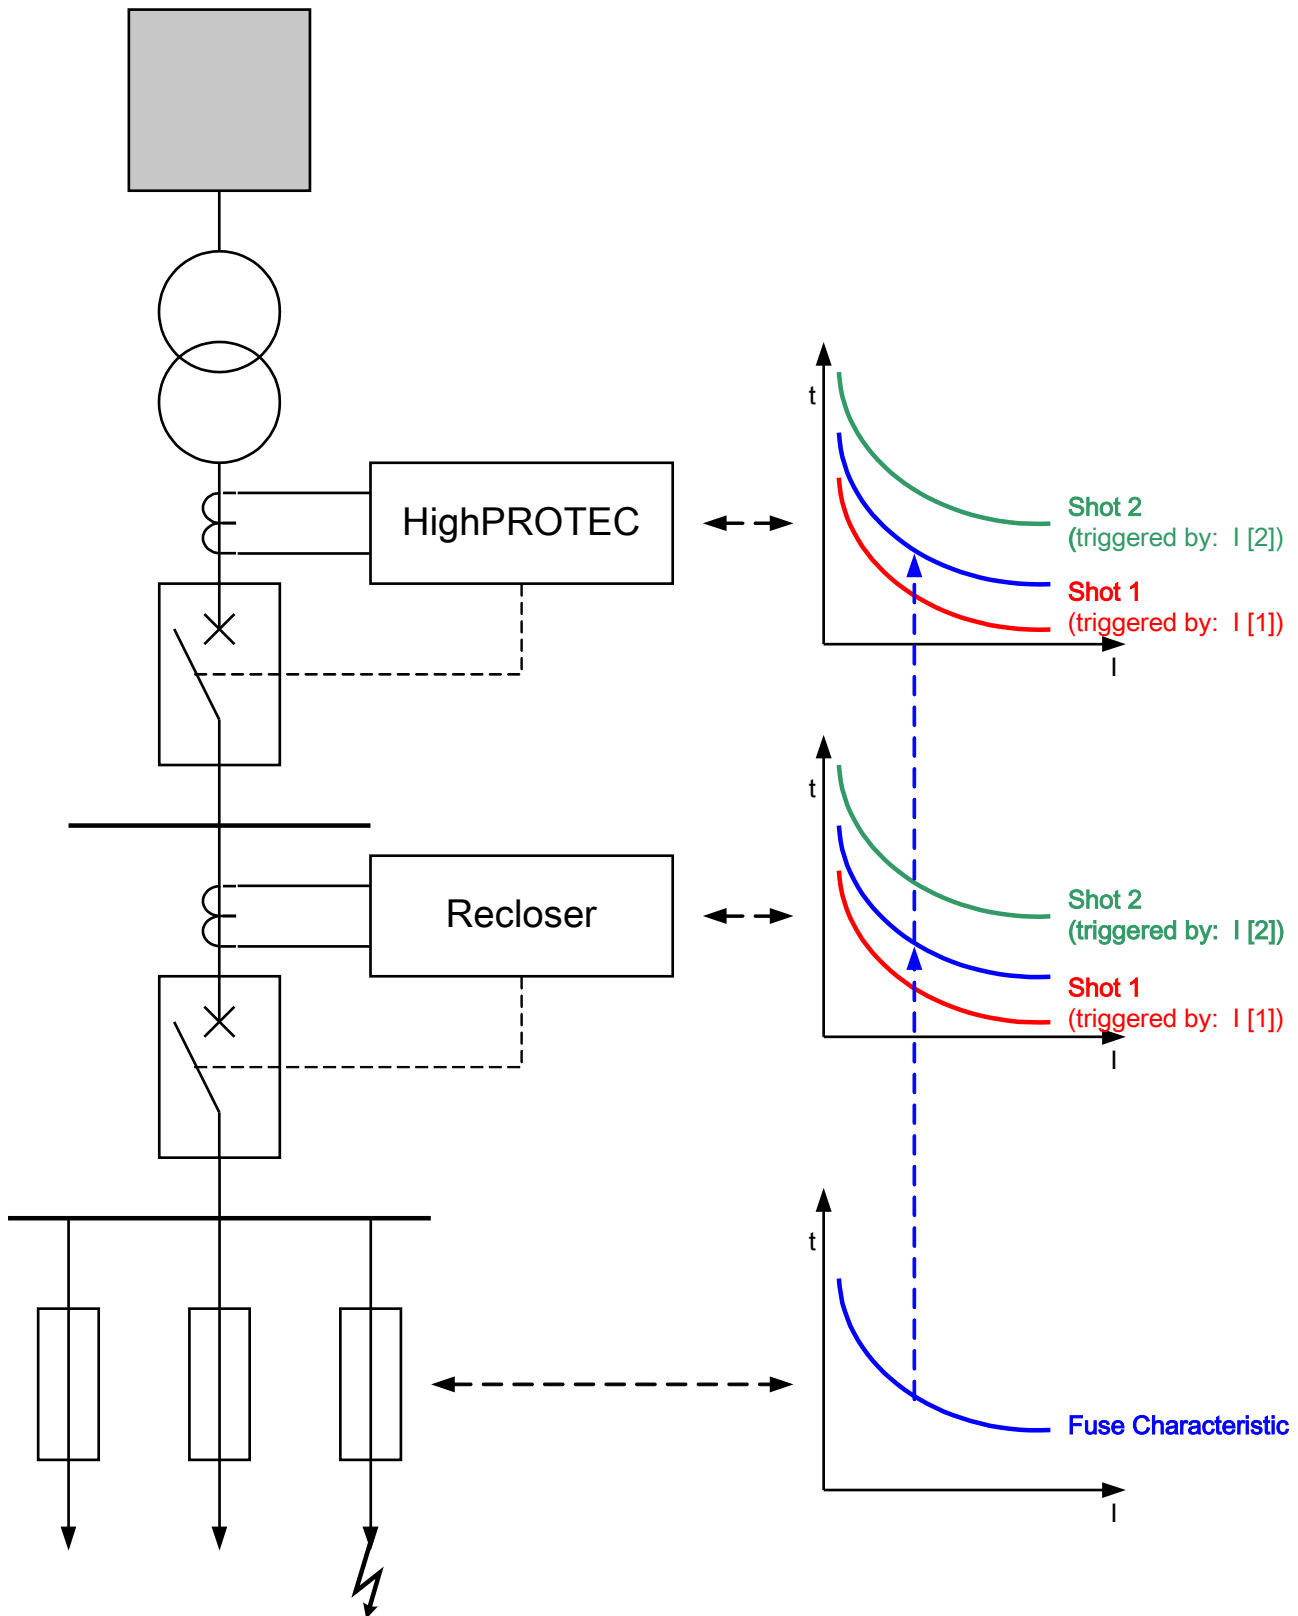 HighPROTEC
t
Shot 2
(triggered by: I [2])
Shot 1
(triggered by: I [1])
I
Recloser
t
Shot 2
(triggered by: I [2])
Shot 1
(triggered by: I [1])
I
t
Fuse Characteristic
I